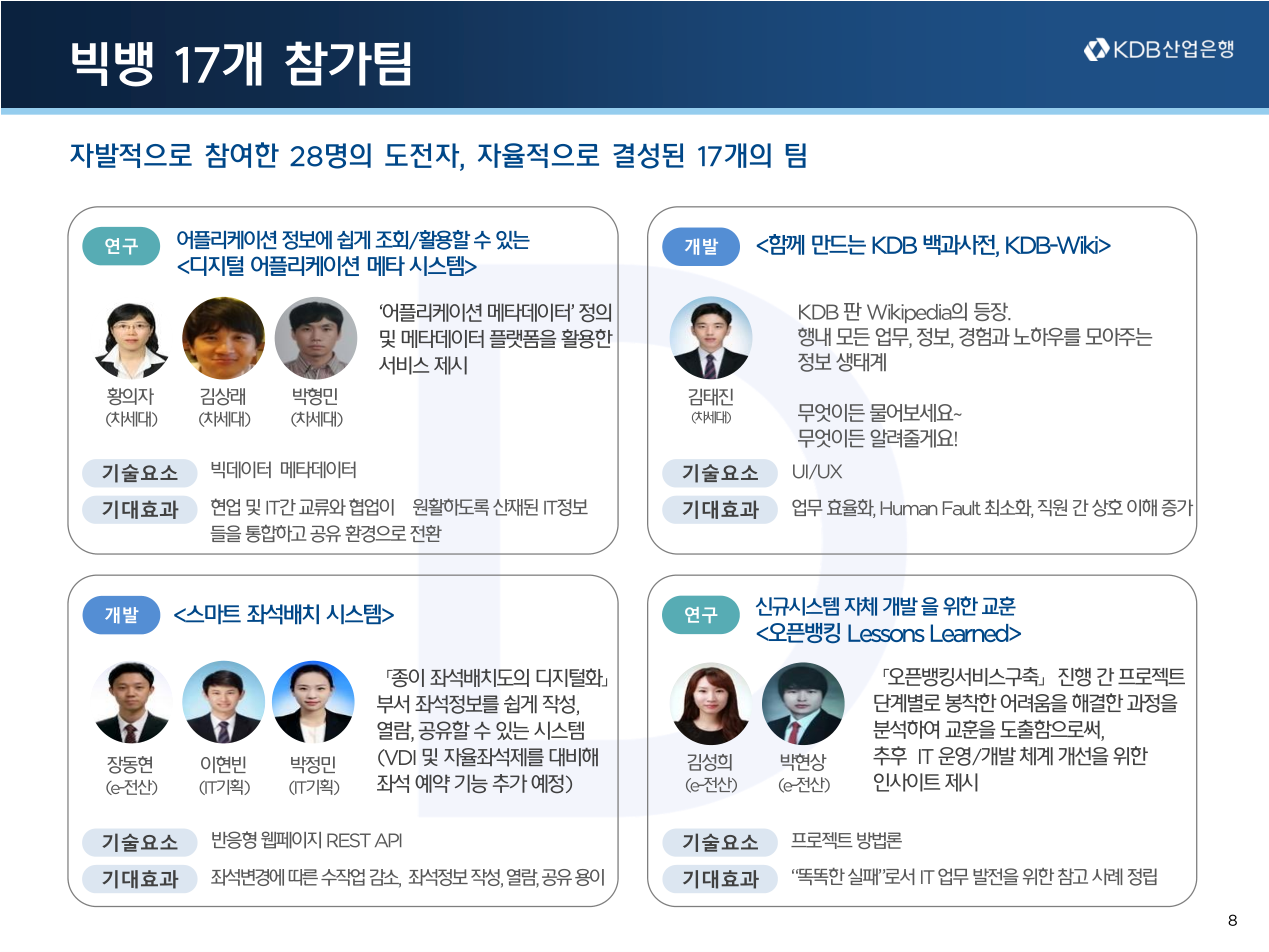 빅뱅 17개 참가팀
KDB산업은행
자발적으로 참여한 28명의 도전자, 자율적으로 결성된 17개의 팀
연구
어플리케이션 정보에 쉽게 조회/활용할 수 있는
<디지털 어플리케이션 메타 시스템>
'어플리케이션 메타데이터' 정의
및 메타데이터 플랫폼을 활용한
서비스 제시
황의자 김상래 박형민
(차세대) (차세대) (차세대)
기술요소 빅데이터 메타데이터
기대효과 현업 및 IT간 교류와 협업이 원활하도록 산재된 IT정보
들을 통합하고 공유 환경으로 전환
개발
<함께 만드는 KDB 백과사전, KDB-Wiki>
KDB 판 Wikipedia의 등장.
행내 모든 업무, 정보, 경험과 노하우를 모아주는
정보 생태계
무엇이든 물어보세요~
무엇이든 알려줄게요!
김태진
(차세대)
기술요소 UI/UX
기대효과 업무 효율화, Human Fault 최소화, 직원 간 상호 이해 증가
개발
<스마트 좌석배치 시스템>
「종이 좌석배치도의 디지털화」
부서 좌석정보를 쉽게 작성,
열람, 공유할 수 있는 시스템
(VDI 및 자율좌석제를 대비해
좌석 예약 기능 추가 예정)
장동현 이현빈 박정민
(e-전산) (IT기획) (IT기획)
기술요소 반응형 웹페이지 REST API
기대효과 좌석변경에 따른 수작업 감소, 좌석정보 작성, 열람, 공유 용이
연구
신규시스템 자체 개발 을 위한 교훈
<오픈뱅킹 Lessons Learned>
「오픈뱅킹서비스구축」 진행 간 프로젝트
단계별로 봉착한 어려움을 해결한 과정을
분석하여 교훈을 도출함으로써,
추후 IT 운영/개발 체계 개선을 위한
인사이트 제시
김성희 박현상
(e-전산) (e-전산)
기술요소 프로젝트 방법론
기대효과 “똑똑한 실패”로서 IT 업무 발전을 위한 참고 사례 정립
8